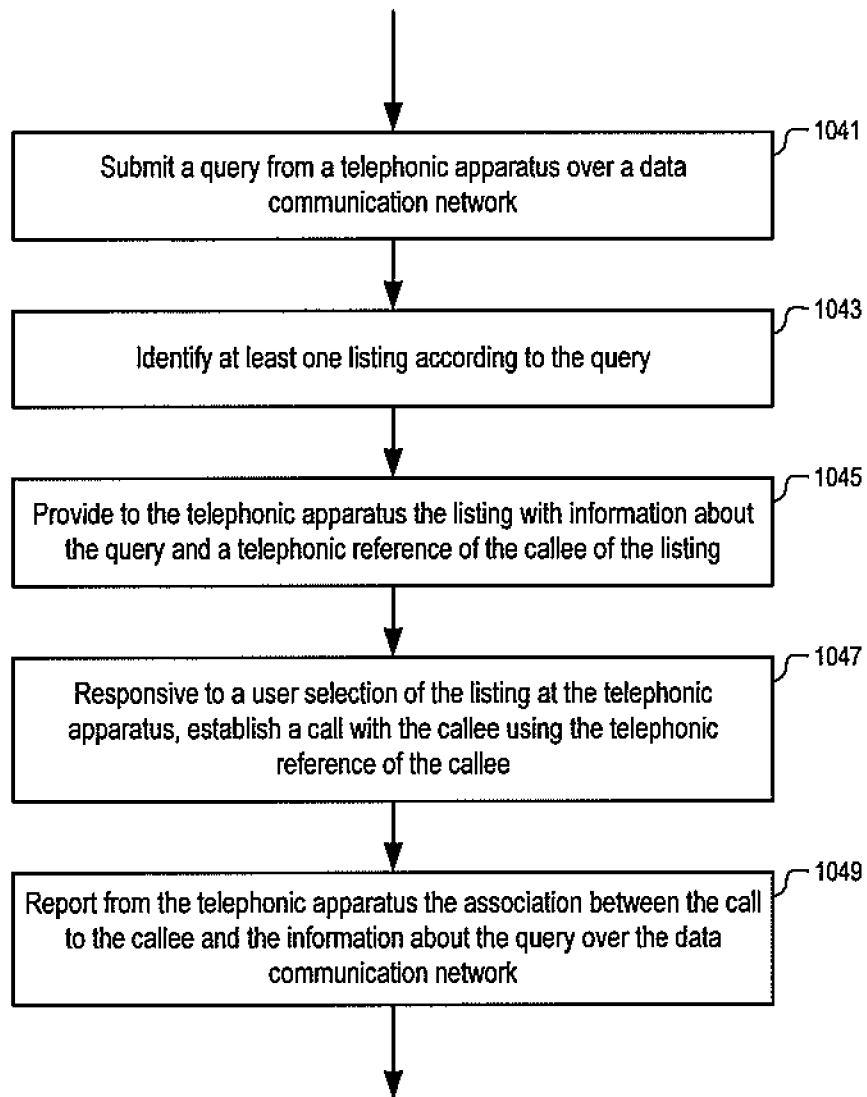 1041
Submit a query from a telephonic apparatus over a data
communication network
1043
Identify at least one listing according to the query
1045
Provide to the telephonic apparatus the listing with information about
the query and a telephonic reference of the callee of the listing
1047
Responsive to a user selection of the listing at the telephonic
apparatus, establish a call with the callee using the telephonic
reference of the callee
1049
Report from the telephonic apparatus the association between the call
to the callee and the information about the query over the data
communication network